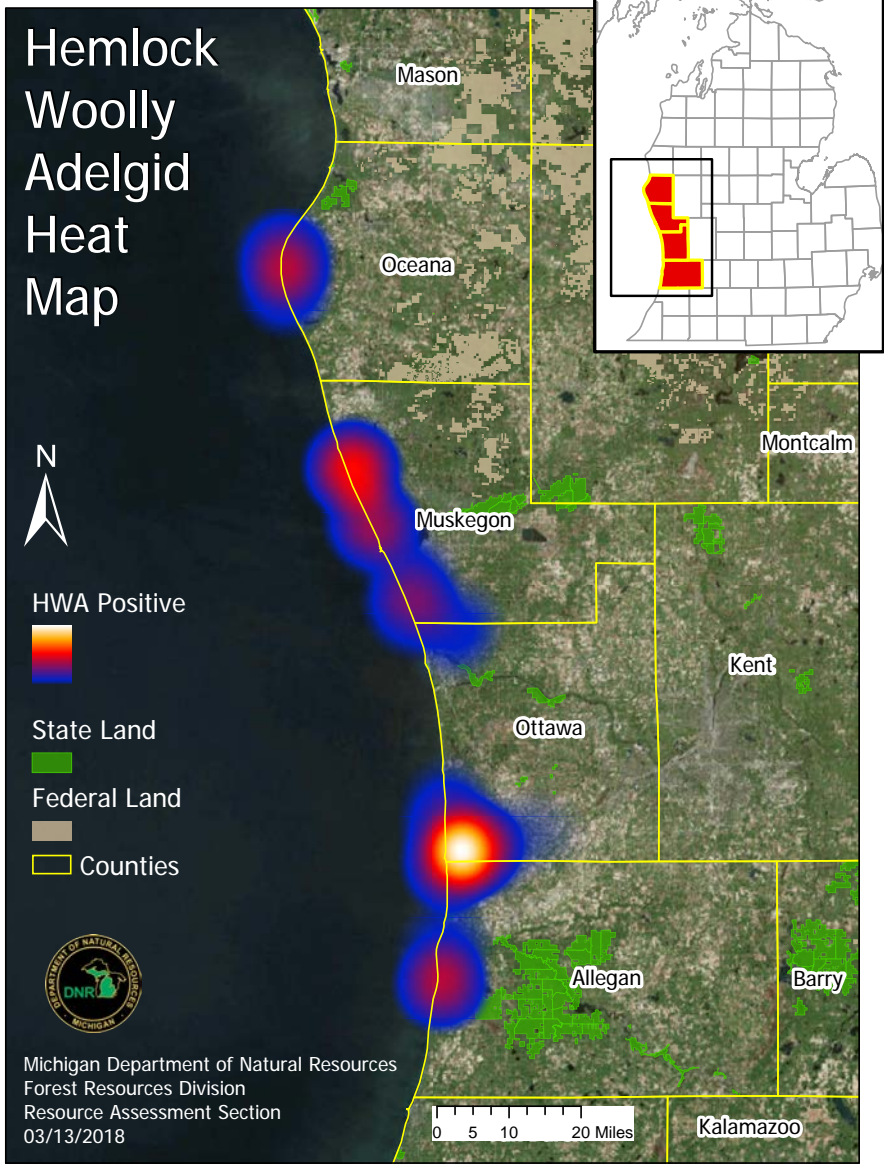 Hemlock
Woolly
Adelgid
Heat
Map
Mason
Oceana
Montcalm
N
Muskegon
HWA Positive
Kent
State Land
Ottawa
Federal Land
Counties
DEPARTMENT OF NATURAL RESOURCES
DNR
MICHIGAN
Allegan
Barry
Michigan Department of Natural Resources
Forest Resources Division
Resource Assessment Section
03/13/2018
0 5 10 20 Miles
Kalamazoo